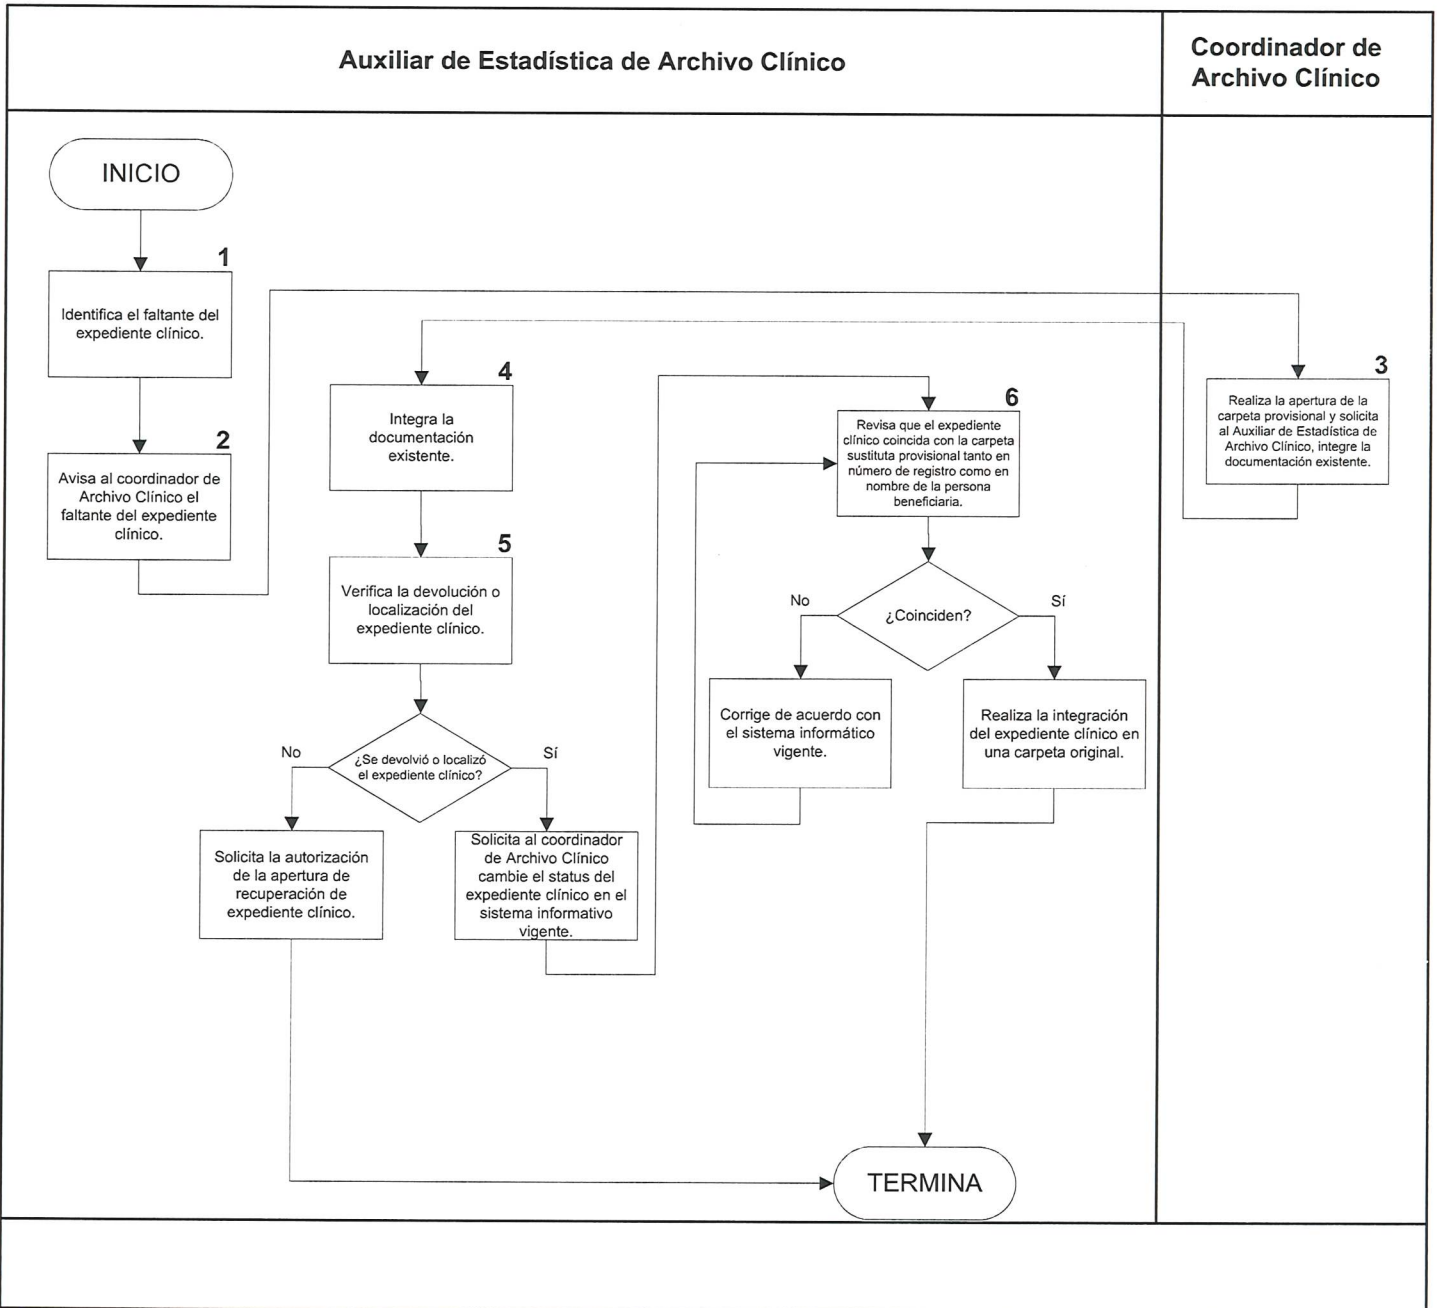 Auxiliar de Estadística de Archivo Clínico
Coordinador de
Archivo Clínico
INICIO
1
Identifica el faltante del
expediente clínico.
2
Avisa al coordinador de
Archivo Clínico el
faltante del expediente
clínico.
3
Realiza la apertura de la
carpeta provisional y solicita
al Auxiliar de Estadística de
Archivo Clínico, integre la
documentación existente.
4
Integra la
documentación
existente.
5
Verifica la devolución o
localización del
expediente clínico.
¿Se devolvió o localizó
el expediente clínico?
No
Sí
Solicita la autorización
de la apertura de
recuperación de
expediente clínico.
Solicita al coordinador
de Archivo Clínico
cambie el status del
expediente clínico en el
sistema informativo
vigente.
6
Revisa que el expediente
clínico coincida con la carpeta
sustituta provisional tanto en
número de registro como en
nombre de la persona
beneficiaria.
¿Coinciden?
No
Sí
Corrige de acuerdo con
el sistema informático
vigente.
Realiza la integración
del expediente clínico en
una carpeta original.
TERMINA